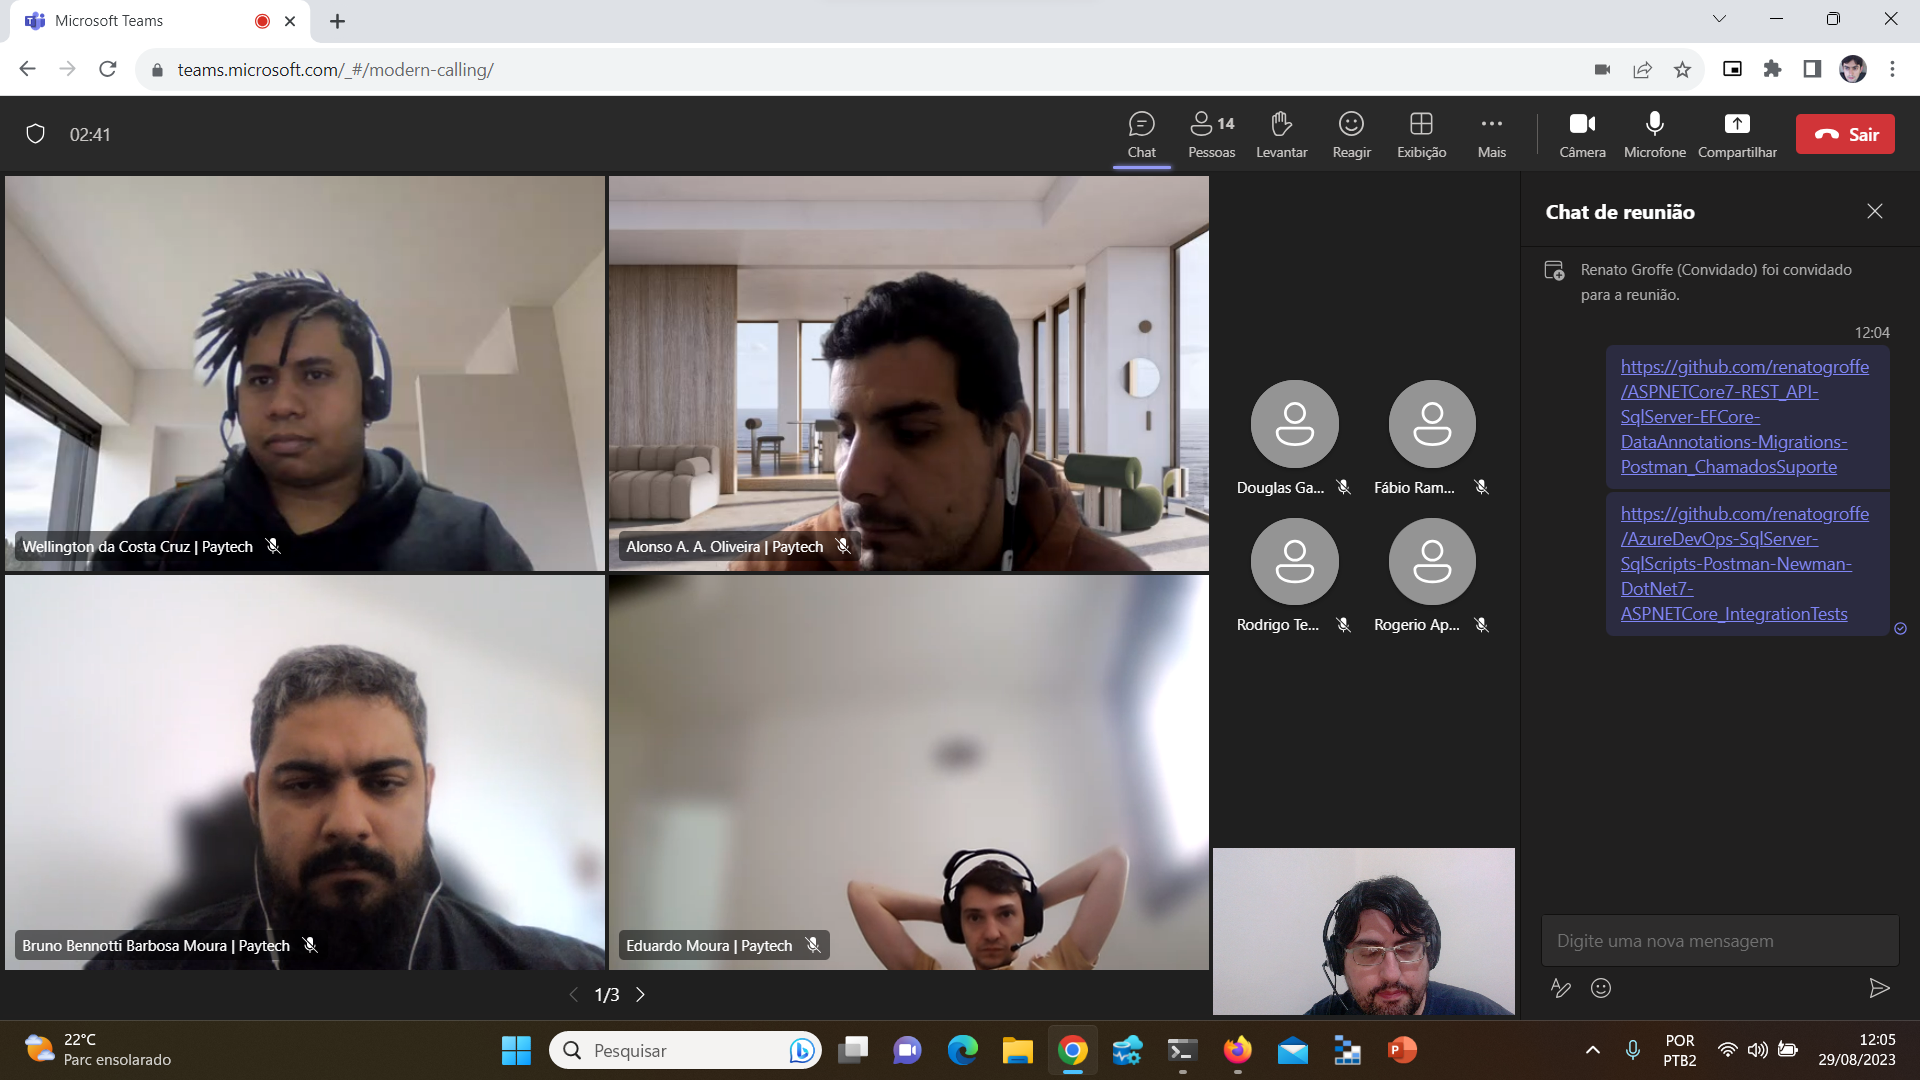 Microsoft Teams
teams.microsoft.com/_#/modern-calling/
02:41
Chat
14
Pessoas
Levantar
Reagir
Exibição
Mais
Câmera
Microfone
Compartilhar
Sair
Wellington da Costa Cruz | Paytech
Alonso A. A. Oliveira | Paytech
Bruno Bennotti Barbosa Moura | Paytech
Eduardo Moura | Paytech
1/3
Douglas Ga...
Fábio Ram...
Rodrigo Te...
Rogerio Ap...
Chat de reunião
Renato Groffe (Convidado) foi convidado
para a reunião.
12:04
https://github.com/renatogroffe
/ASPNETCore7-REST_API-
SqlServer-EFCore-
DataAnnotations-Migrations-
Postman_ChamadosSuporte
https://github.com/renatogroffe
/AzureDevOps-SqlServer-
SqlScripts-Postman-Newman-
DotNet7-
ASPNETCore_IntegrationTests
Digite uma nova mensagem
22°C
Parc ensolarado
Pesquisar
POR
PTB2
12:05
29/08/2023